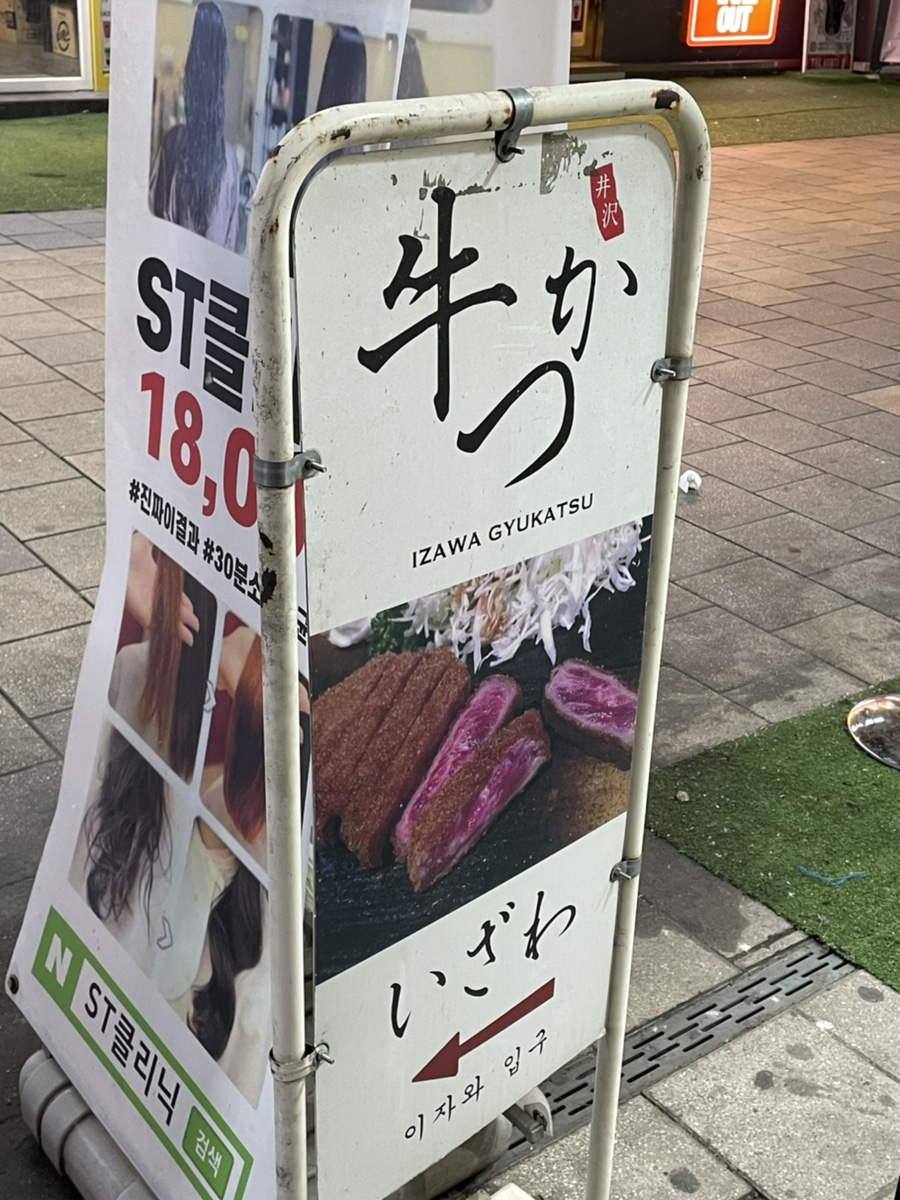 OUT
井沢
牛かつ
IZAWA GYUKATSU
いざわ
이자와 입구
ST클
18,0
#진짜이결과 #30분소
N ST클리닉 검색